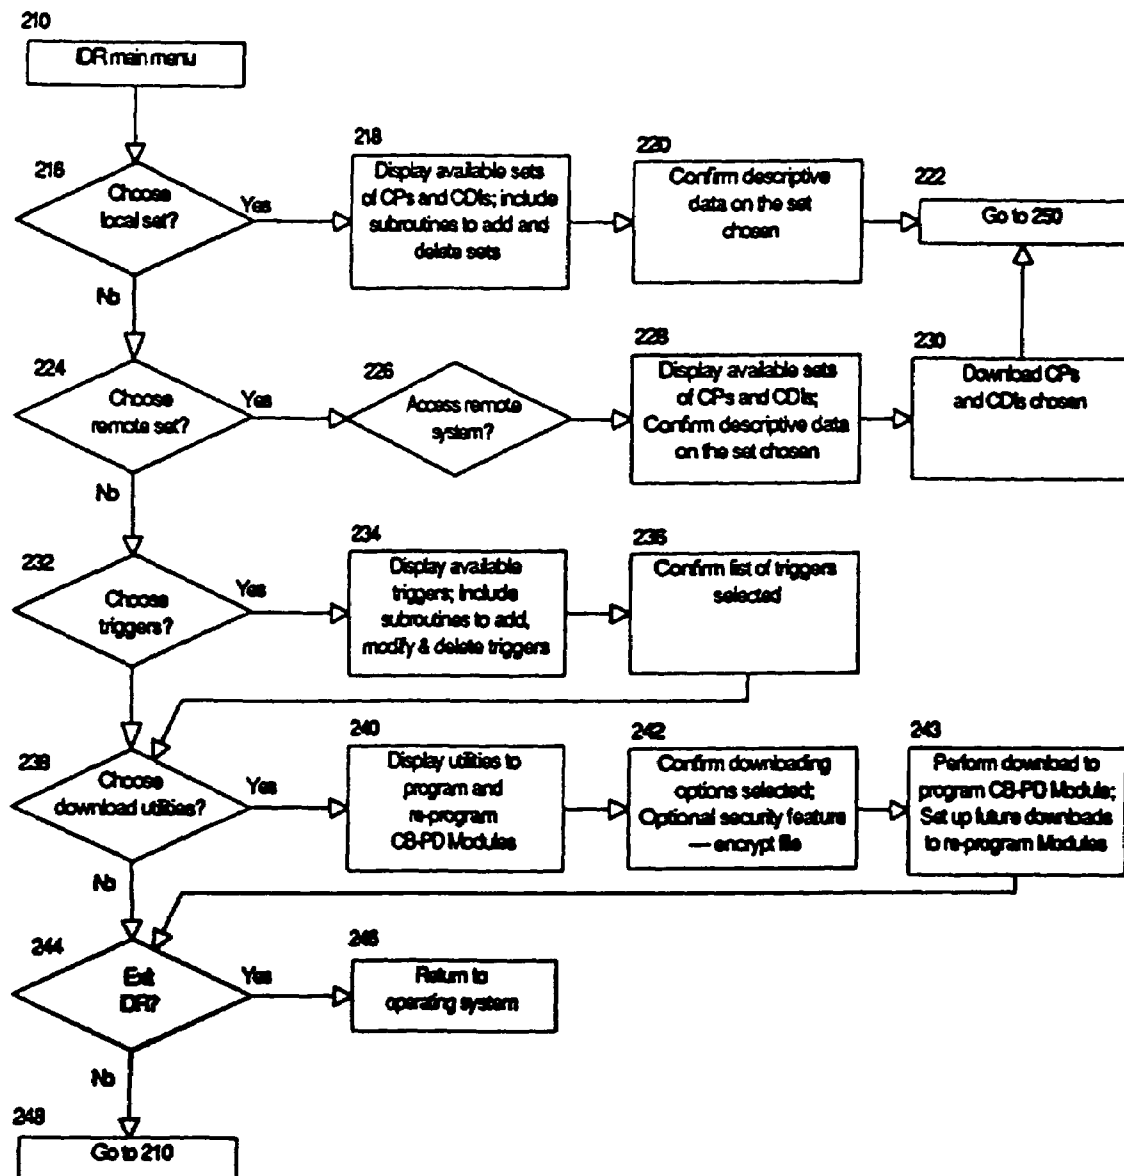 210
IDR main menu
216
Choose
local set?
Yes
218
Display available sets
of CPs and CDIs; include
subroutines to add and
delete sets
220
Confirm descriptive
data on the set
chosen
222
Go to 250
No
224
Choose
remote set?
Yes
226
Access remote
system?
228
Display available sets
of CPs and CDIs;
Confirm descriptive data
on the set chosen
230
Download CPs
and CDIs chosen
No
232
Choose
triggers?
Yes
234
Display available
triggers; Include
subroutines to add,
modify & delete triggers
236
Confirm list of triggers
selected
238
Choose
download utilities?
Yes
240
Display utilities to
program and
re-program
CB-PD Modules
242
Confirm downloading
options selected;
Optional security feature
— encrypt file
243
Perform download to
program CB-PD Module;
Set up future downloads
to re-program Modules
No
244
Exit
IDR?
Yes
246
Return to
operating system
No
248
Go to 210